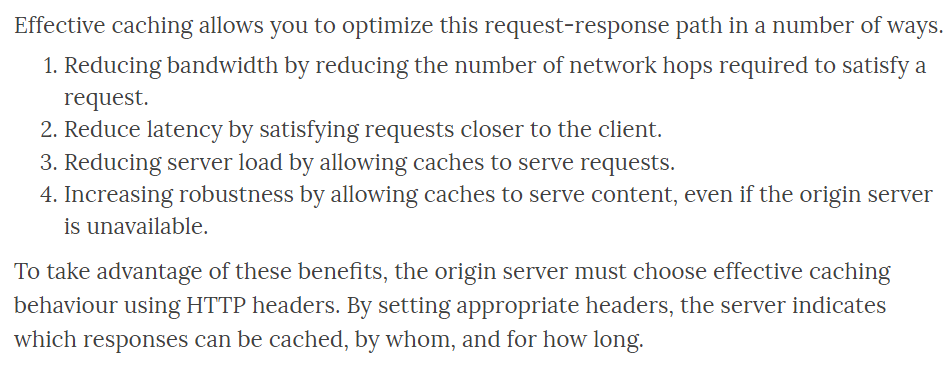 Effective caching allows you to optimize this request-response path in a number of ways.
1. Reducing bandwidth by reducing the number of network hops required to satisfy a
request.
2. Reduce latency by satisfying requests closer to the client.
3. Reducing server load by allowing caches to serve requests.
4. Increasing robustness by allowing caches to serve content, even if the origin server
is unavailable.
To take advantage of these benefits, the origin server must choose effective caching
behaviour using HTTP headers. By setting appropriate headers, the server indicates
which responses can be cached, by whom, and for how long.